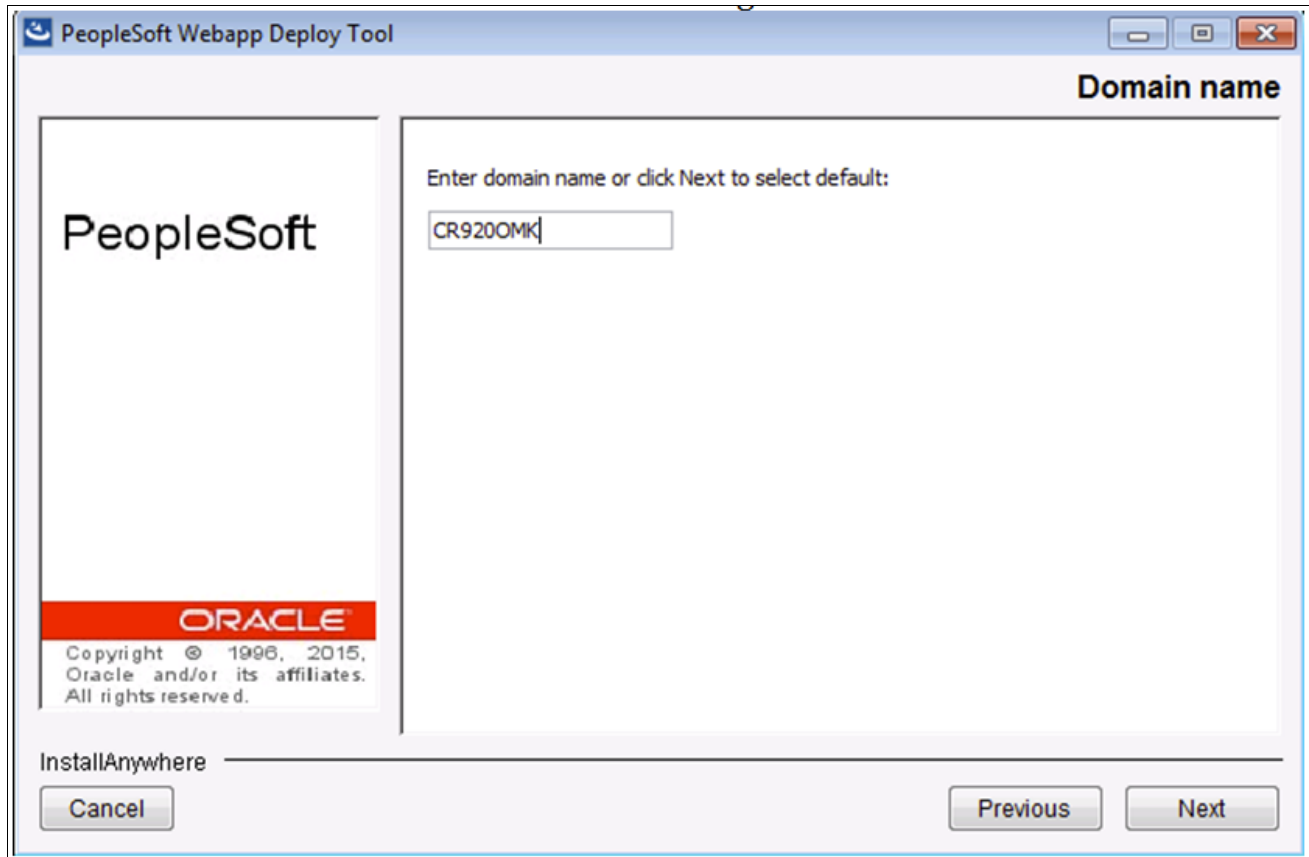 PeopleSoft Webapp Deploy Tool
Domain name
PeopleSoft
Enter domain name or click Next to select default:
CR920OMK
ORACLE
Copyright © 1996, 2015,
Oracle and/or its affiliates.
All rights reserved.
InstallAnywhere
Cancel
Previous
Next